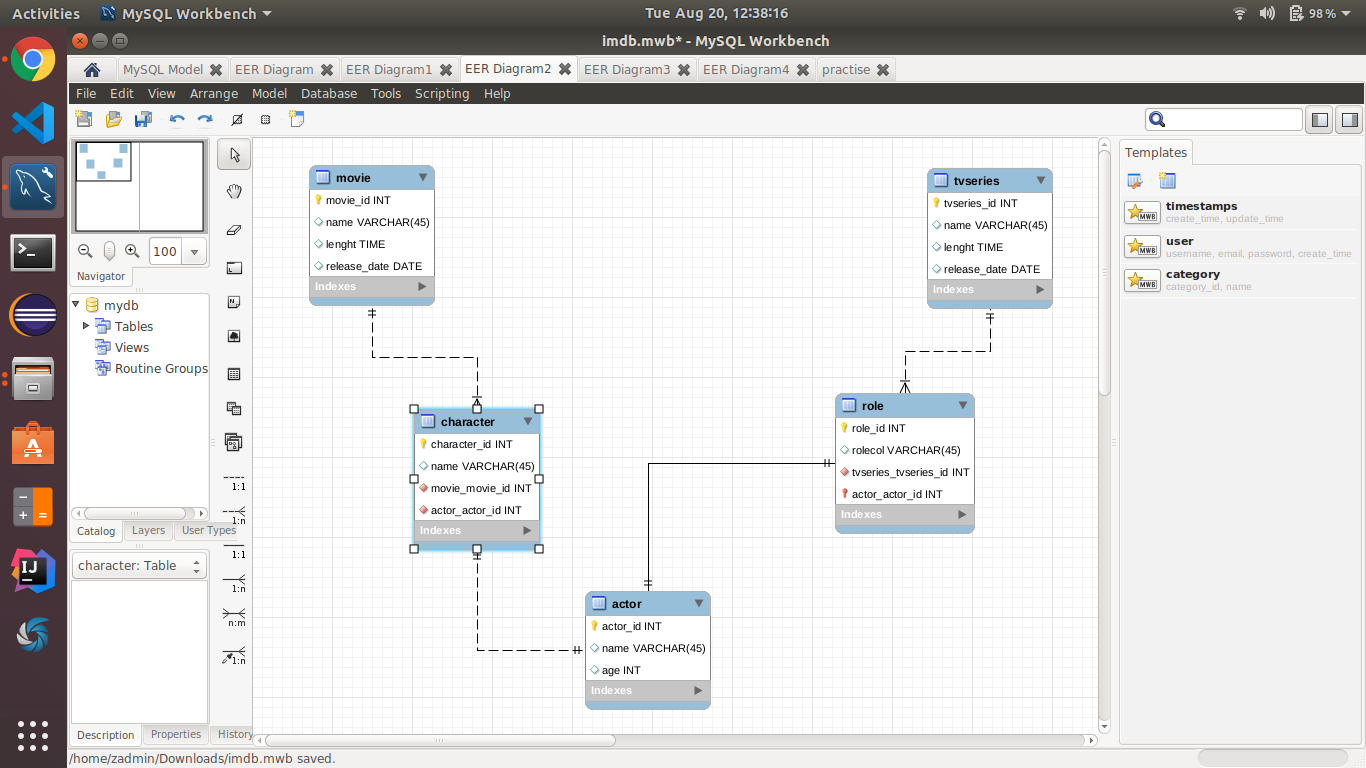 Activities
MySQL Workbench
Tue Aug 20, 12:38:16
98%
imdb.mwb* - MySQL Workbench
MySQL Model
EER Diagram
EER Diagram1
EER Diagram2
EER Diagram3
EER Diagram4
practise
File Edit View Arrange Model Database Tools Scripting Help
100
Navigator
mydb
Tables
Views
Routine Groups
Catalog
Layers
User Types
character: Table
Description
Properties
History
1:1
1:n
1:1
1:n
n:m
1:n
movie
movie_id INT
name VARCHAR(45)
lenght TIME
release_date DATE
Indexes
tvseries
tvseries_id INT
name VARCHAR(45)
lenght TIME
release_date DATE
Indexes
character
character_id INT
name VARCHAR(45)
movie_movie_id INT
actor_actor_id INT
Indexes
role
role_id INT
rolecol VARCHAR(45)
tvseries_tvseries_id INT
actor_actor_id INT
Indexes
actor
actor_id INT
name VARCHAR(45)
age INT
Indexes
Templates
MWB
timestamps
create_time, update_time
MWB
user
username, email, password, create_time
MWB
category
category_id, name
/home/zadmin/Downloads/imdb.mwb saved.
IJ